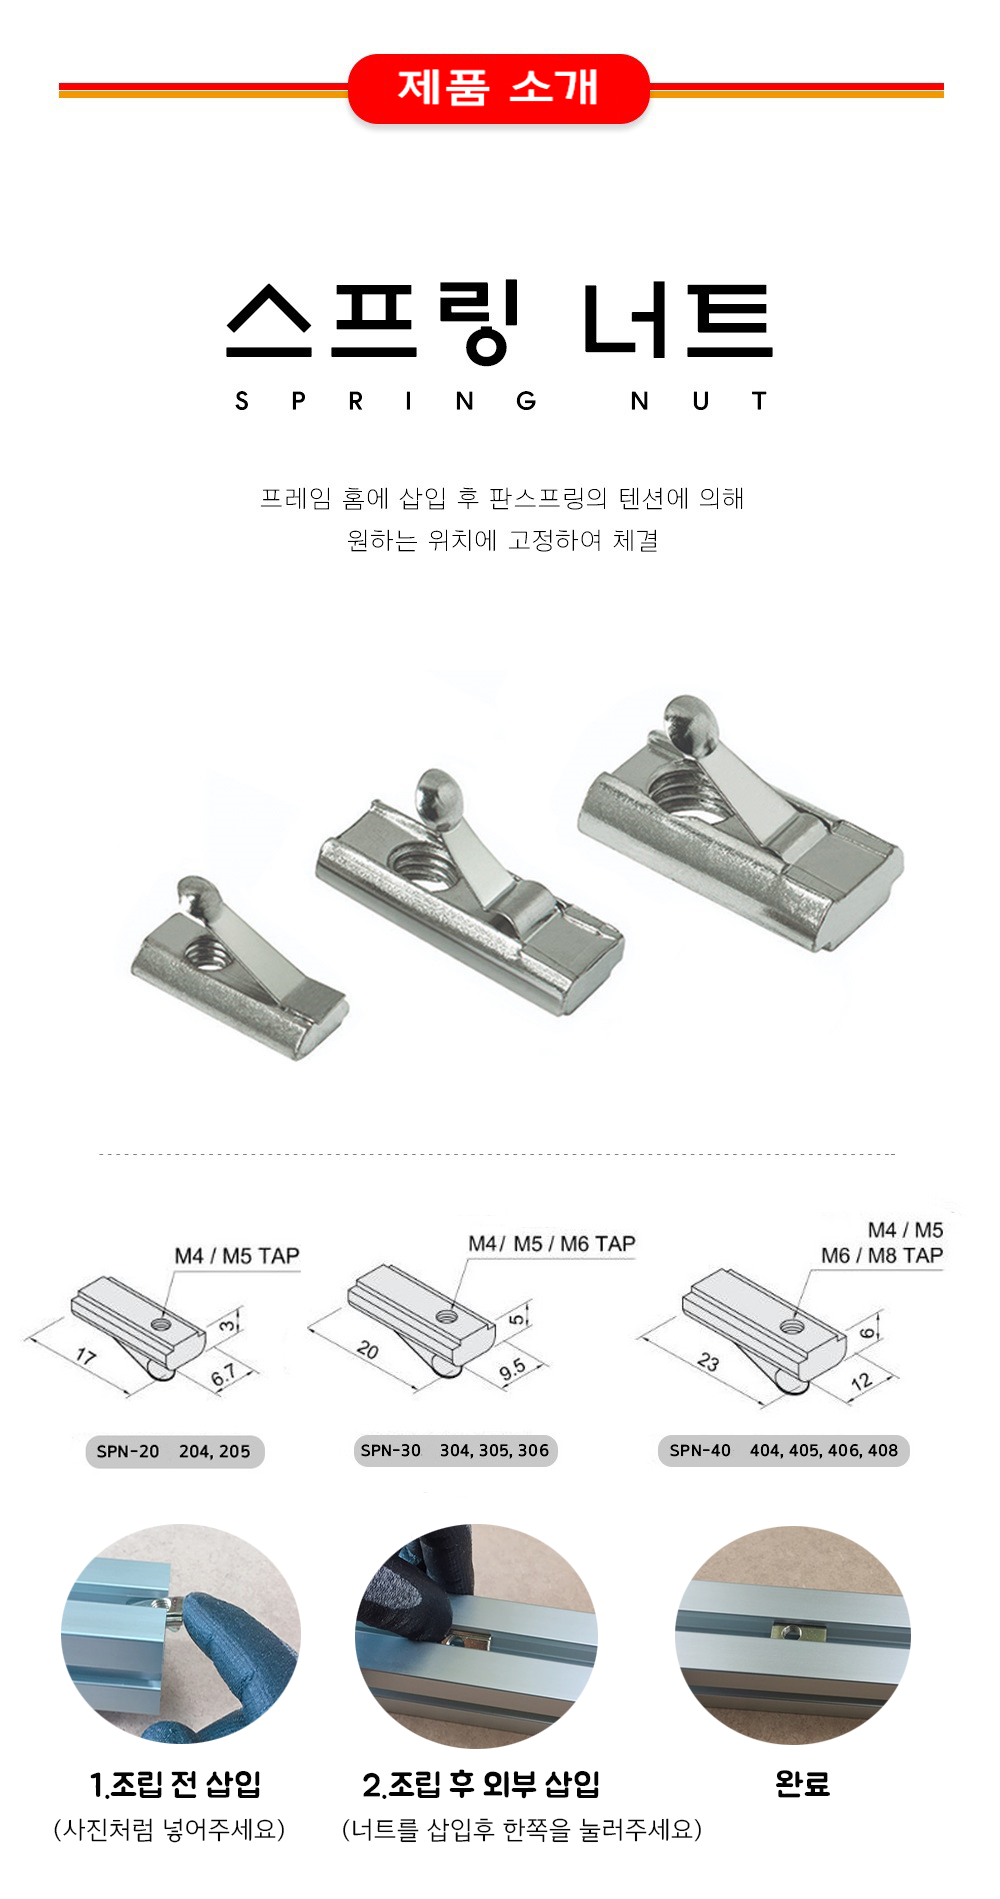 제품 소개
스프링 너트
SPRING NUT
프레임 홈에 삽입 후 판스프링의 텐션에 의해
원하는 위치에 고정하여 체결
M4 / M5 TAP
3
17
6.7
SPN-20 204, 205
M4/ M5 / M6 TAP
5
20
9.5
SPN-30 304, 305, 306
M4 / M5
M6 / M8 TAP
6
23
12
SPN-40 404, 405, 406, 408
1.조립 전 삽입
(사진처럼 넣어주세요)
2.조립 후 외부 삽입
(너트를 삽입후 한쪽을 눌러주세요)
완료